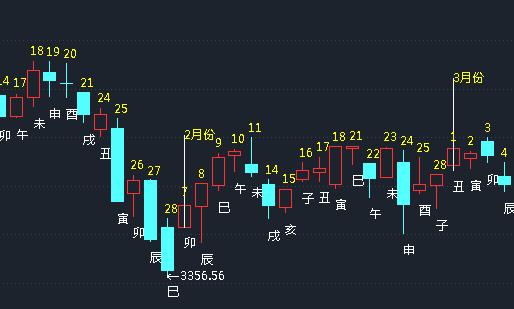 14 17 18 19 20 21 24 25 26 27 28 7 8 9 10 11 14 15 16 17 18 21 22 23 24 25 28 1 2 3 4
2月份
3月份
卯 午 未 申 酉 戌 丑 寅 卯 辰 巳 卯 辰 巳 午 未 戌 亥 子 丑 寅 巳 午 未 申 酉 子 丑 寅 卯 辰
←3356.56